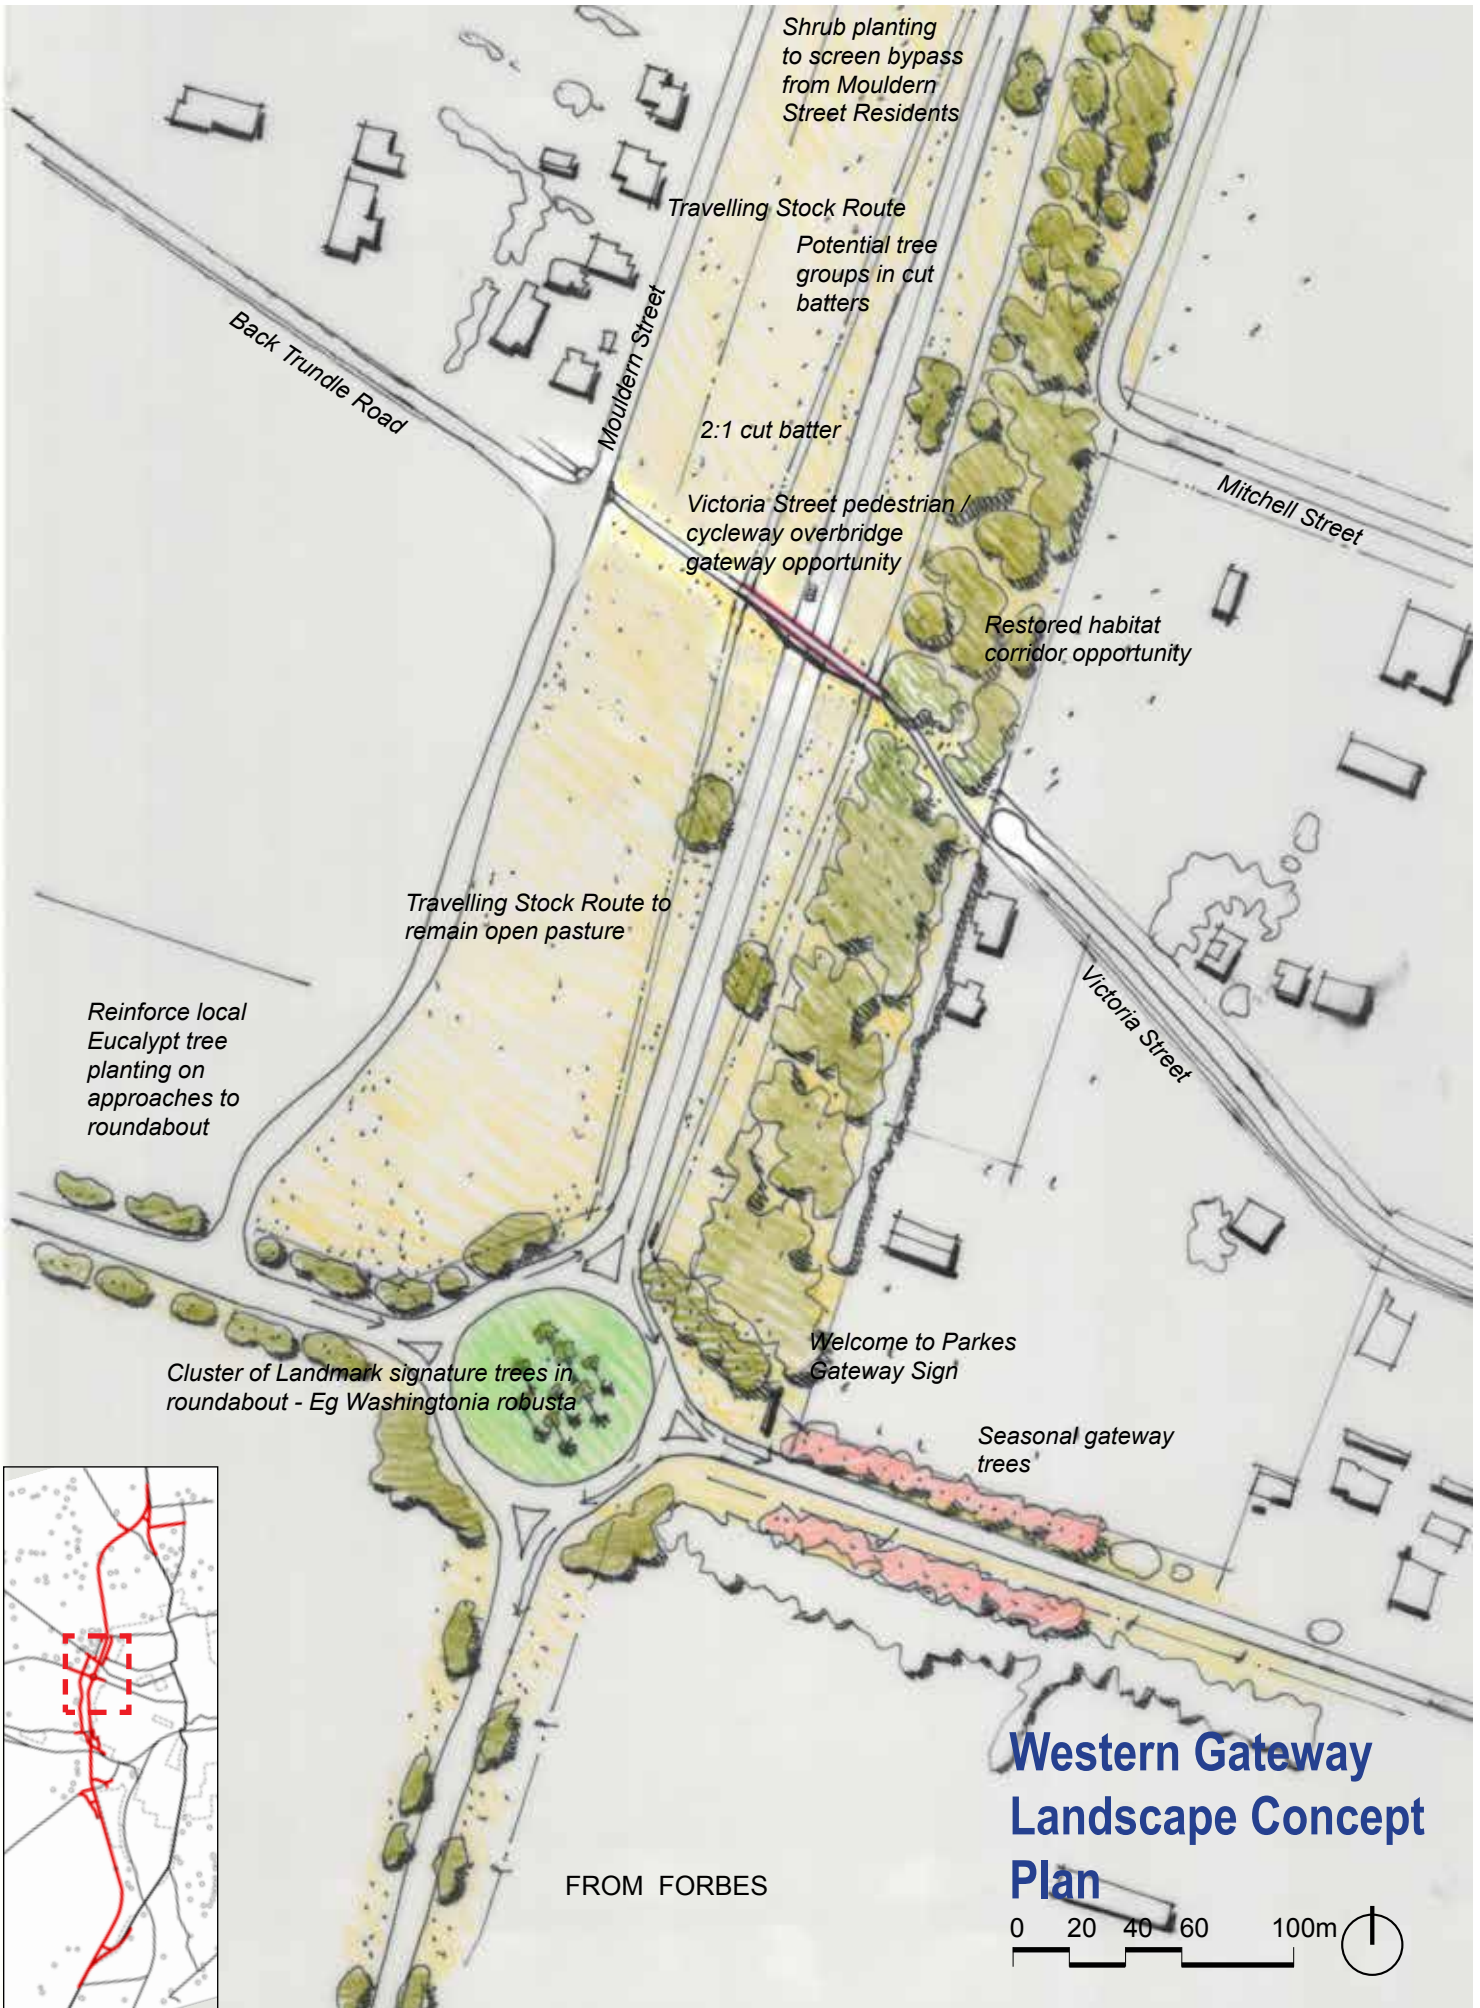 Shrub planting
to screen bypass
from Mouldern
Street Residents
Travelling Stock Route
Potential tree
groups in cut
batters
Back Trundle Road
Mouldern Street
2:1 cut batter
Mitchell Street
Victoria Street pedestrian /
cycleway overbridge
gateway opportunity
Restored habitat
corridor opportunity
Travelling Stock Route to
remain open pasture
Victoria Street
Reinforce local
Eucalypt tree
planting on
approaches to
roundabout
Welcome to Parkes
Gateway Sign
Cluster of Landmark signature trees in
roundabout - Eg Washingtonia robusta
Seasonal gateway
trees
Western Gateway
Landscape Concept
Plan
FROM FORBES
0 20 40 60 100m